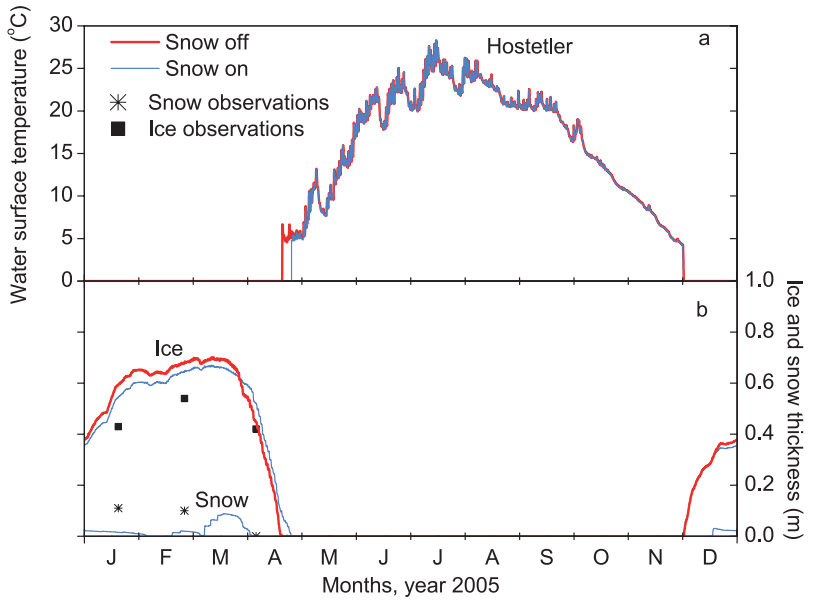 Water surface temperature (°C)
30
25
20
15
10
5
0
Snow off
Snow on
Snow observations
Ice observations
Hostetler
a
b
Ice
Snow
1.0
0.8
0.6
0.4
0.2
0.0
Ice and snow thickness (m)
J F M A M J J A S O N D
Months, year 2005